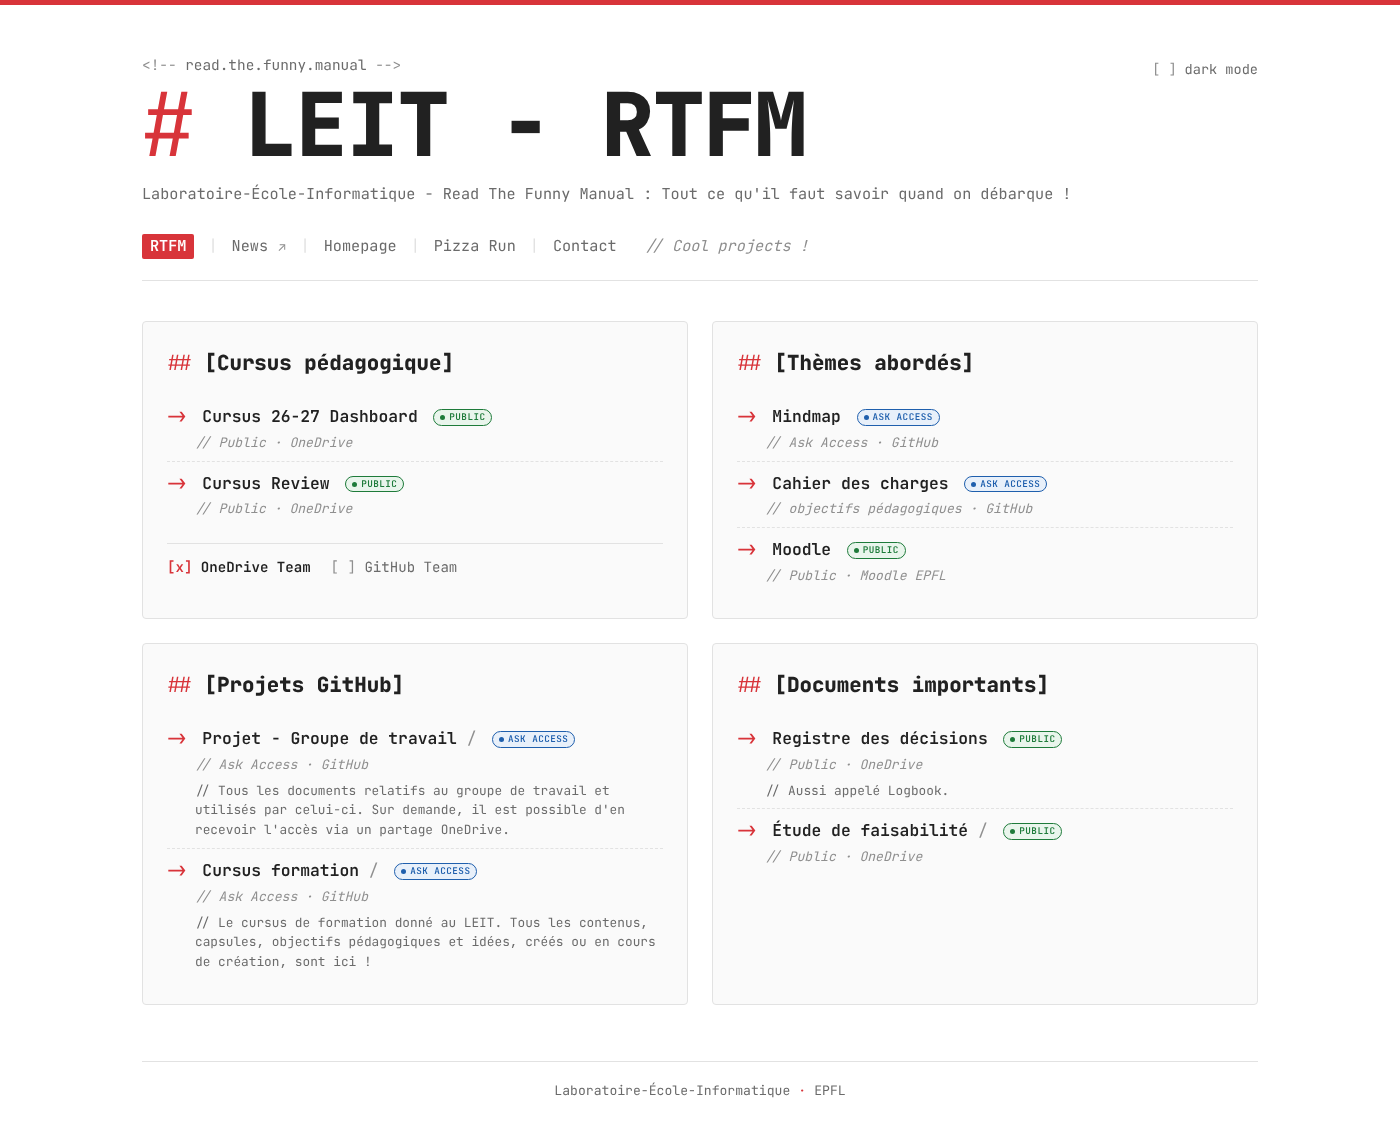 <!-- read.the.funny.manual -->
[ ] dark mode
# LEIT - RTFM
Laboratoire-École-Informatique - Read The Funny Manual : Tout ce qu'il faut savoir quand on débarque !
RTFM | News ↗ | Homepage | Pizza Run | Contact // Cool projects !
## [Cursus pédagogique]
-> Cursus 26-27 Dashboard ● PUBLIC
// Public · OneDrive
-> Cursus Review ● PUBLIC
// Public · OneDrive
[x] OneDrive Team [ ] GitHub Team
## [Thèmes abordés]
-> Mindmap ● ASK ACCESS
// Ask Access · GitHub
-> Cahier des charges ● ASK ACCESS
// objectifs pédagogiques · GitHub
-> Moodle ● PUBLIC
// Public · Moodle EPFL
## [Projets GitHub]
-> Projet - Groupe de travail / ● ASK ACCESS
// Ask Access · GitHub
// Tous les documents relatifs au groupe de travail et
utilisés par celui-ci. Sur demande, il est possible d'en
recevoir l'accès via un partage OneDrive.
-> Cursus formation / ● ASK ACCESS
// Ask Access · GitHub
// Le cursus de formation donné au LEIT. Tous les contenus,
capsules, objectifs pédagogiques et idées, créés ou en cours
de création, sont ici !
## [Documents importants]
-> Registre des décisions ● PUBLIC
// Public · OneDrive
// Aussi appelé Logbook.
-> Étude de faisabilité / ● PUBLIC
// Public · OneDrive
Laboratoire-École-Informatique · EPFL